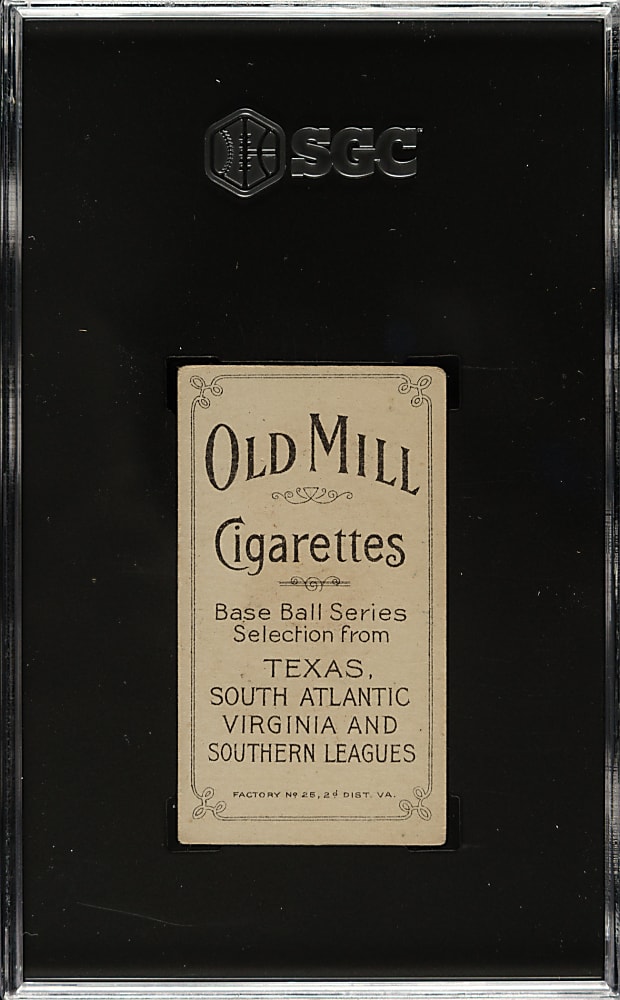 SGC
OLD MILL
Cigarettes
Base Ball Series
Selection from
TEXAS,
SOUTH ATLANTIC
VIRGINIA AND
SOUTHERN LEAGUES
FACTORY Nº 25, 2d DIST. VA.